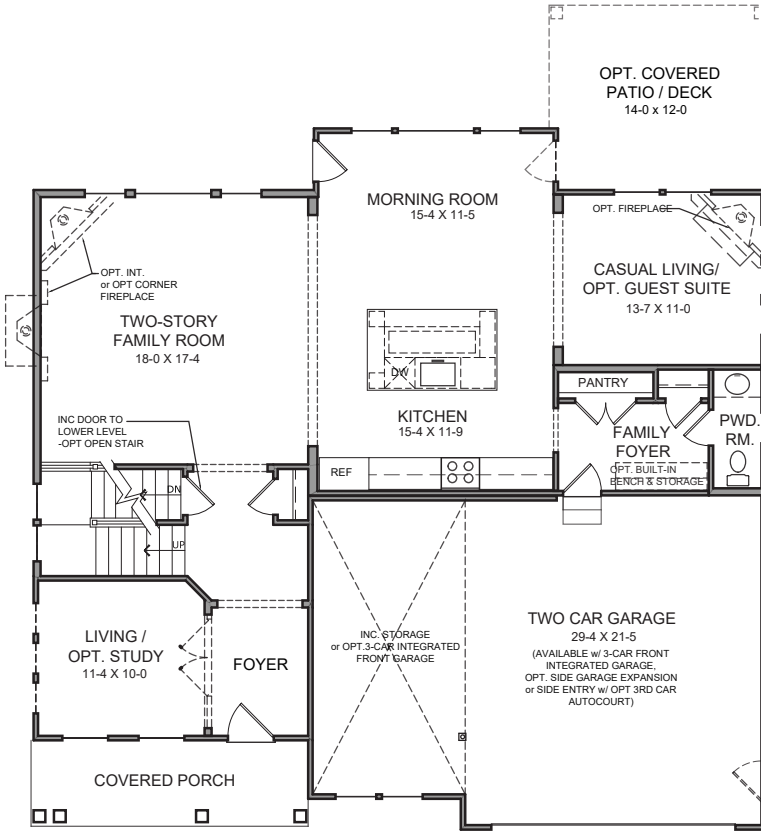 OPT. COVERED
PATIO / DECK
14-0 x 12-0
MORNING ROOM
15-4 X 11-5
OPT. FIREPLACE
CASUAL LIVING/
OPT. GUEST SUITE
13-7 X 11-0
OPT. INT.
or OPT CORNER
FIREPLACE
TWO-STORY
FAMILY ROOM
18-0 X 17-4
DW
PANTRY
KITCHEN
15-4 X 11-9
INC DOOR TO
LOWER LEVEL
-OPT OPEN STAIR
FAMILY
FOYER
PWD.
RM.
REF
OPT. BUILT-IN
BENCH & STORAGE
DN
UP
LIVING /
OPT. STUDY
11-4 X 10-0
FOYER
INC. STORAGE
or OPT.3-CAR INTEGRATED
FRONT GARAGE
TWO CAR GARAGE
29-4 X 21-5
(AVAILABLE w/ 3-CAR FRONT
INTEGRATED GARAGE,
OPT. SIDE GARAGE EXPANSION
or SIDE ENTRY w/ OPT 3RD CAR
AUTOCOURT)
COVERED PORCH